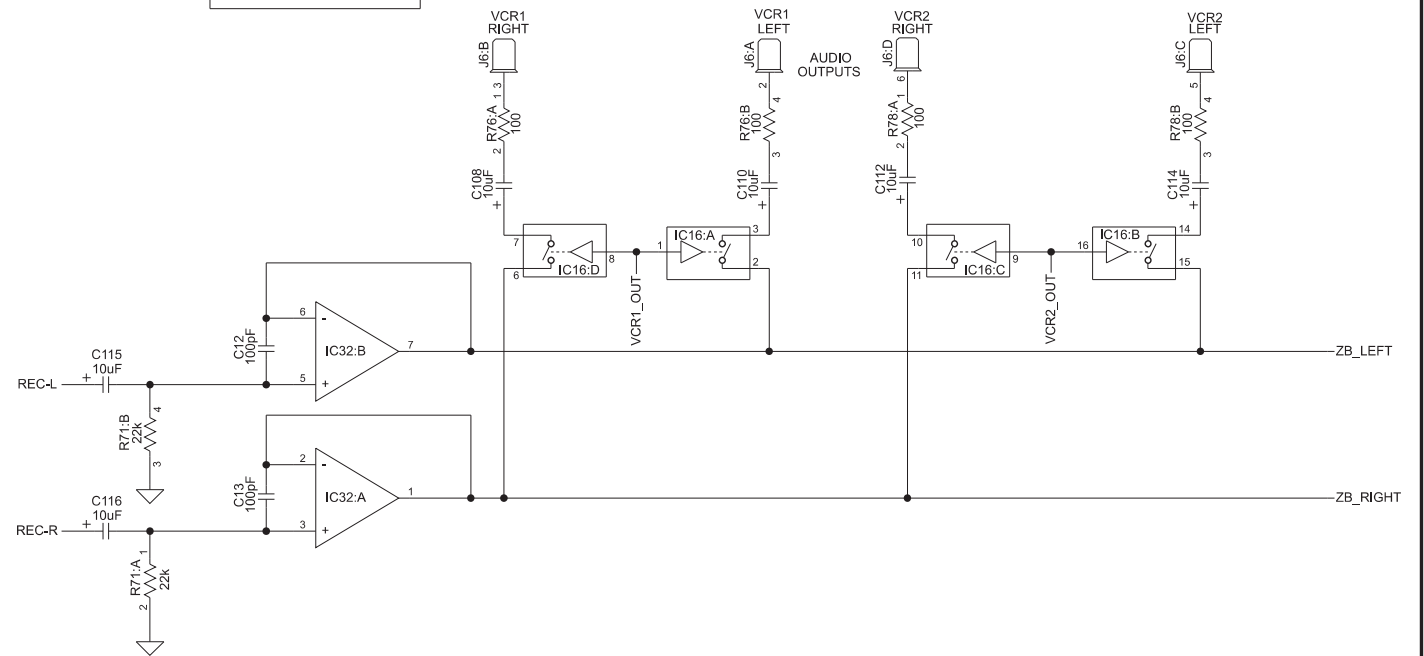 VCR1
RIGHT
VCR1
LEFT
VCR2
RIGHT
VCR2
LEFT
AUDIO
OUTPUTS
J6:B
J6:A
J6:D
J6:C
3
2
6
5
1
4
1
4
R76:A
100
R76:B
100
R78:A
100
R78:B
100
2
3
2
3
C108
10uF
+
C110
10uF
+
C112
10uF
+
C114
10uF
+
7
6
IC16:D
8
1
IC16:A
3
2
10
11
IC16:C
9
16
IC16:B
14
15
VCR1_OUT
VCR2_OUT
6
-
C12
100pF
IC32:B
7
ZB_LEFT
C115
10uF
REC-L
+
5
+
R71:B
22k
4
3
2
-
C13
100pF
IC32:A
1
ZB_RIGHT
C116
10uF
REC-R
+
3
+
R71:A
22k
1
2